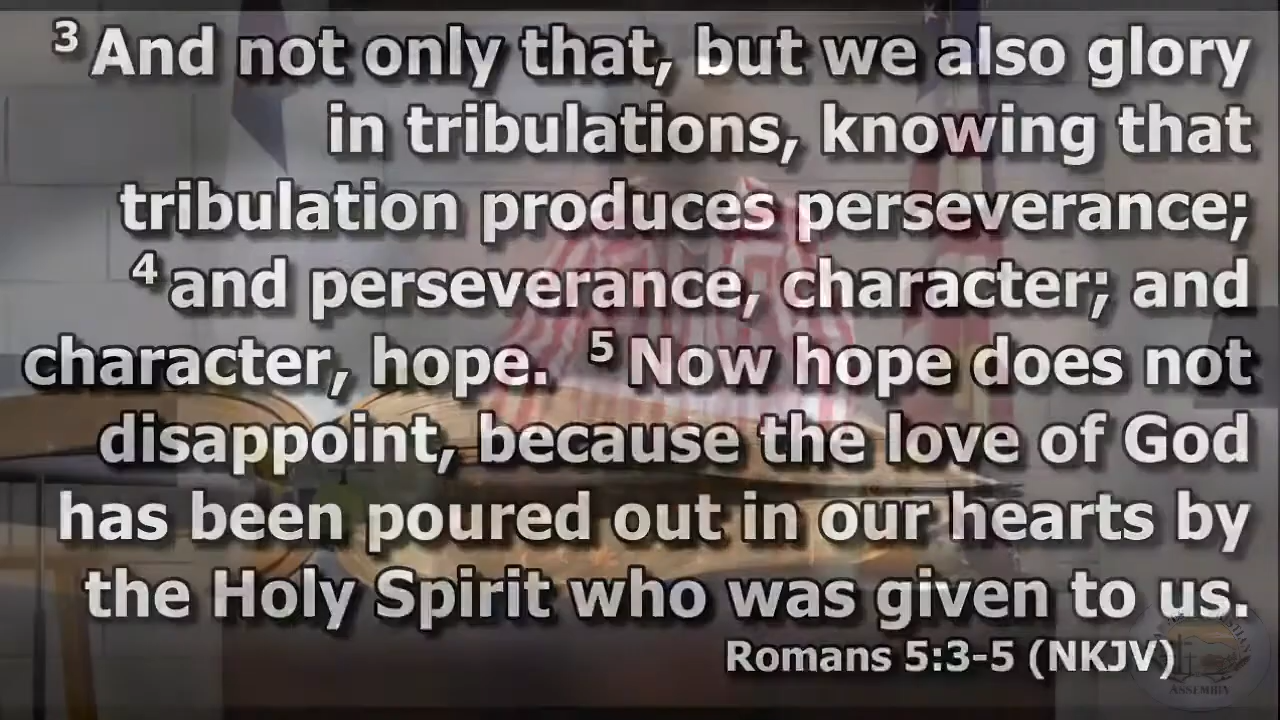 3 And not only that, but we also glory
in tribulations, knowing that
tribulation produces perseverance;
4 and perseverance, character; and
character, hope. 5 Now hope does not
disappoint, because the love of God
has been poured out in our hearts by
the Holy Spirit who was given to us.
Romans 5:3-5 (NKJV)
ASSEMBLY